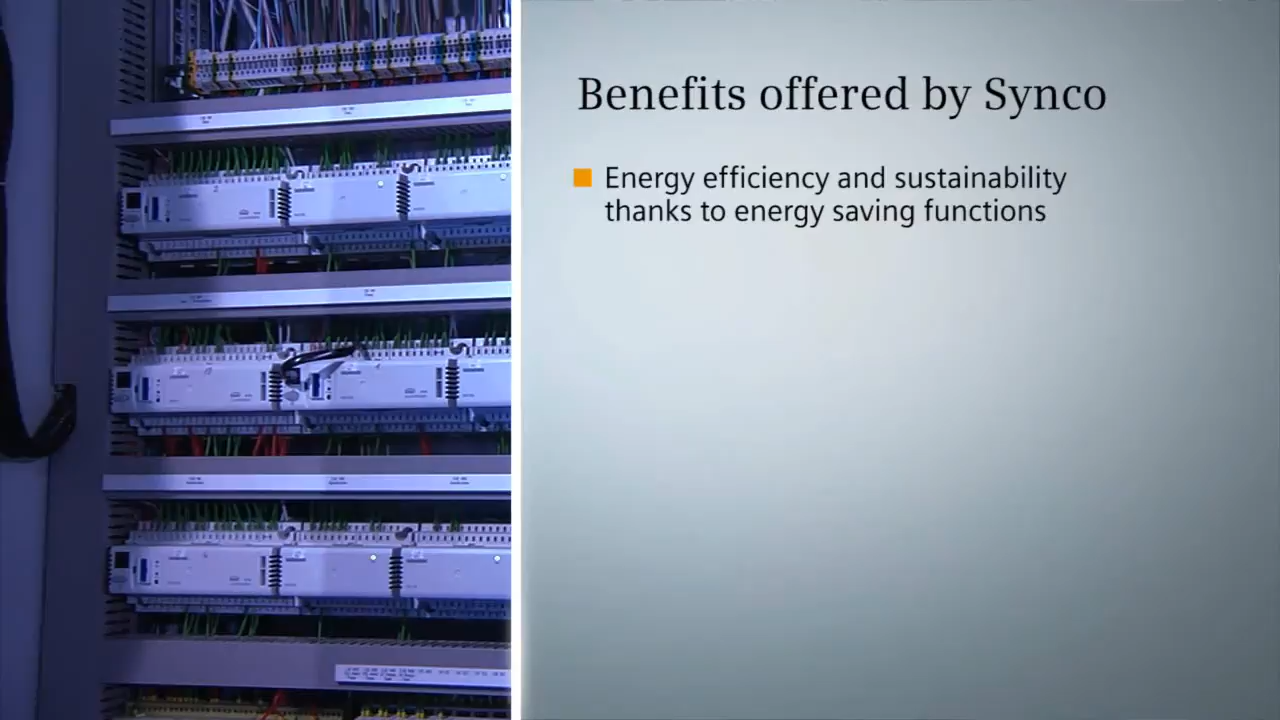 Benefits offered by Synco
Energy efficiency and sustainability
thanks to energy saving functions